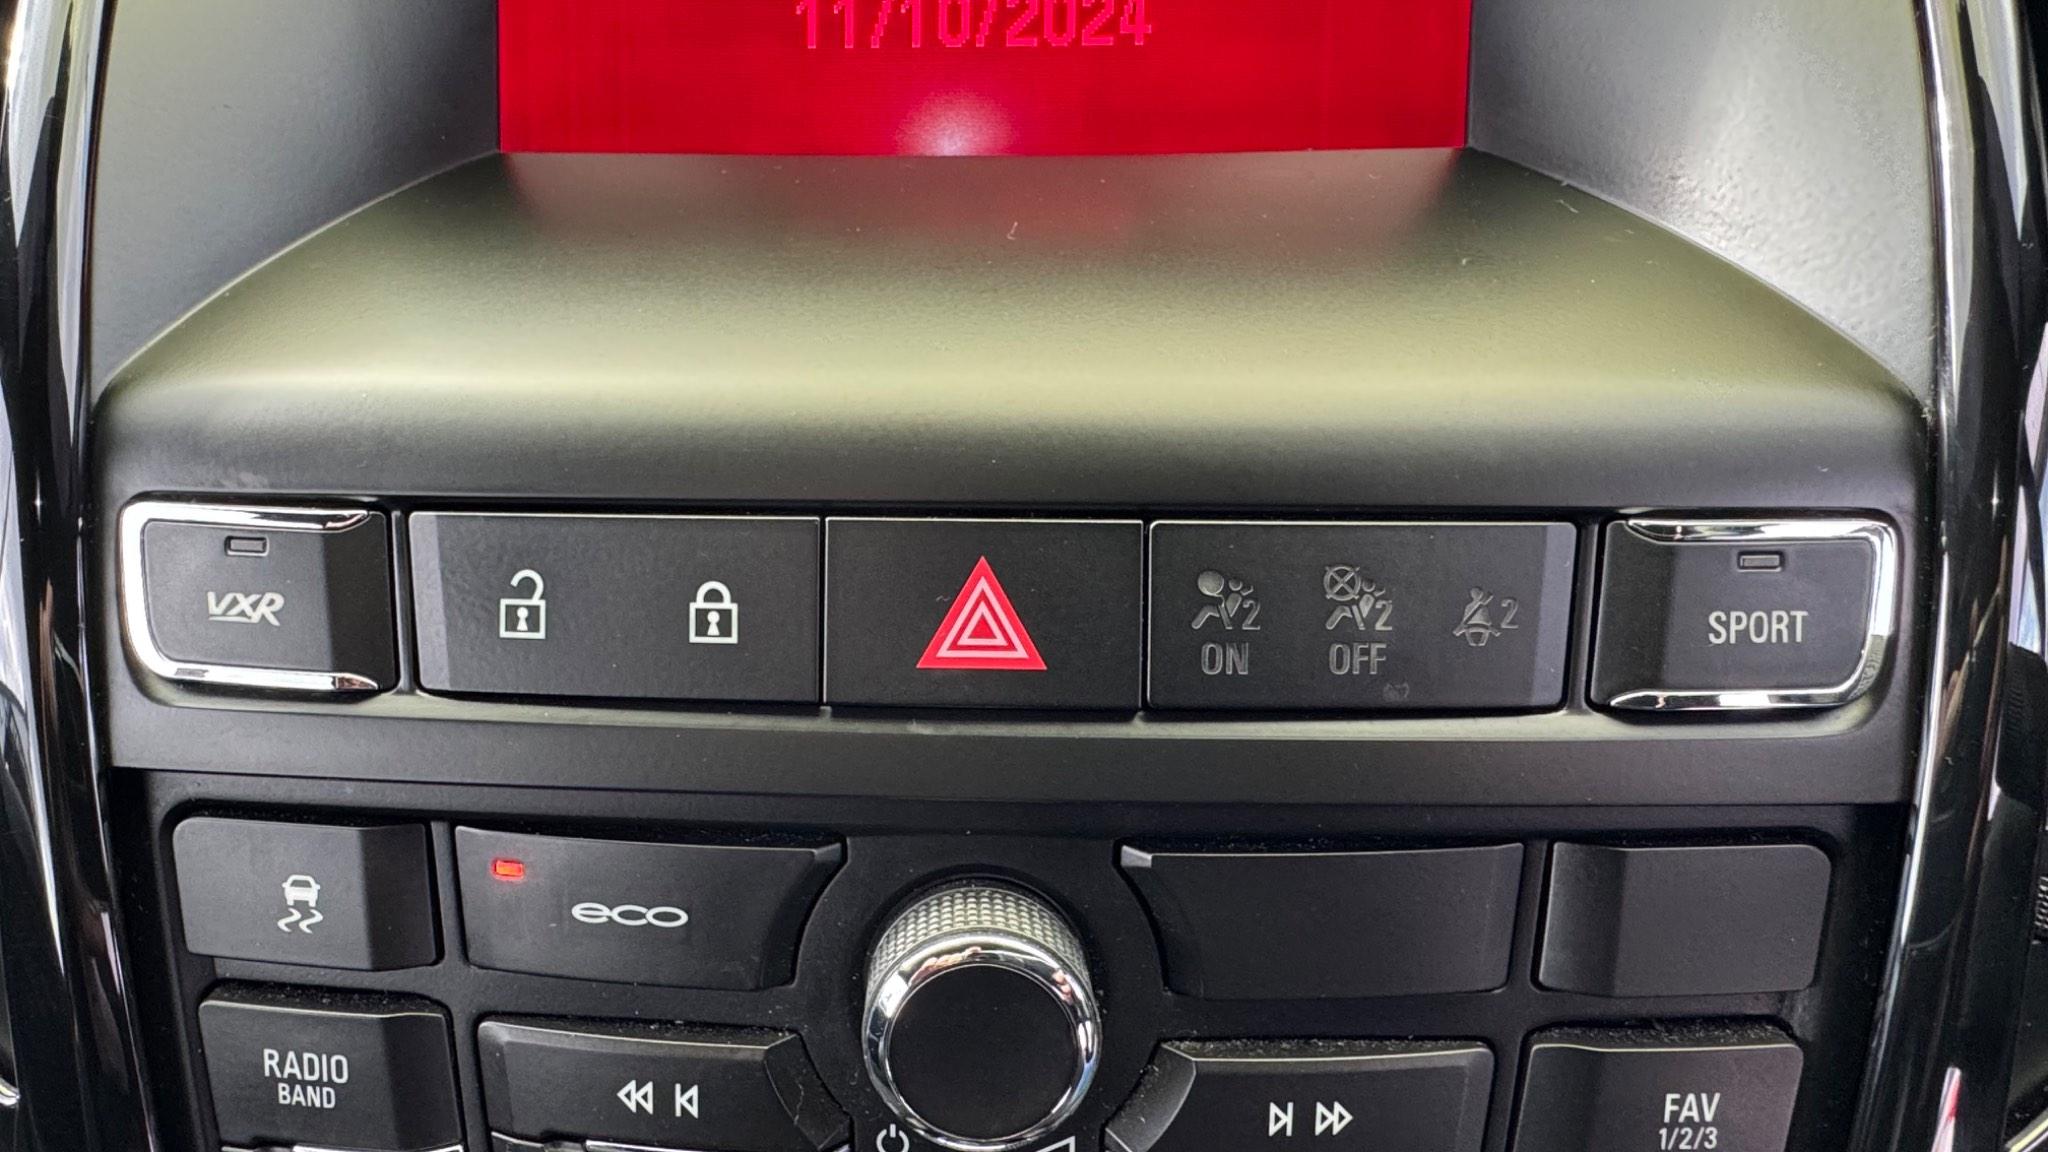 11/10/2024
VXR
2
ON
2
OFF
2
SPORT
eco
RADIO
BAND
FAV
1/2/3